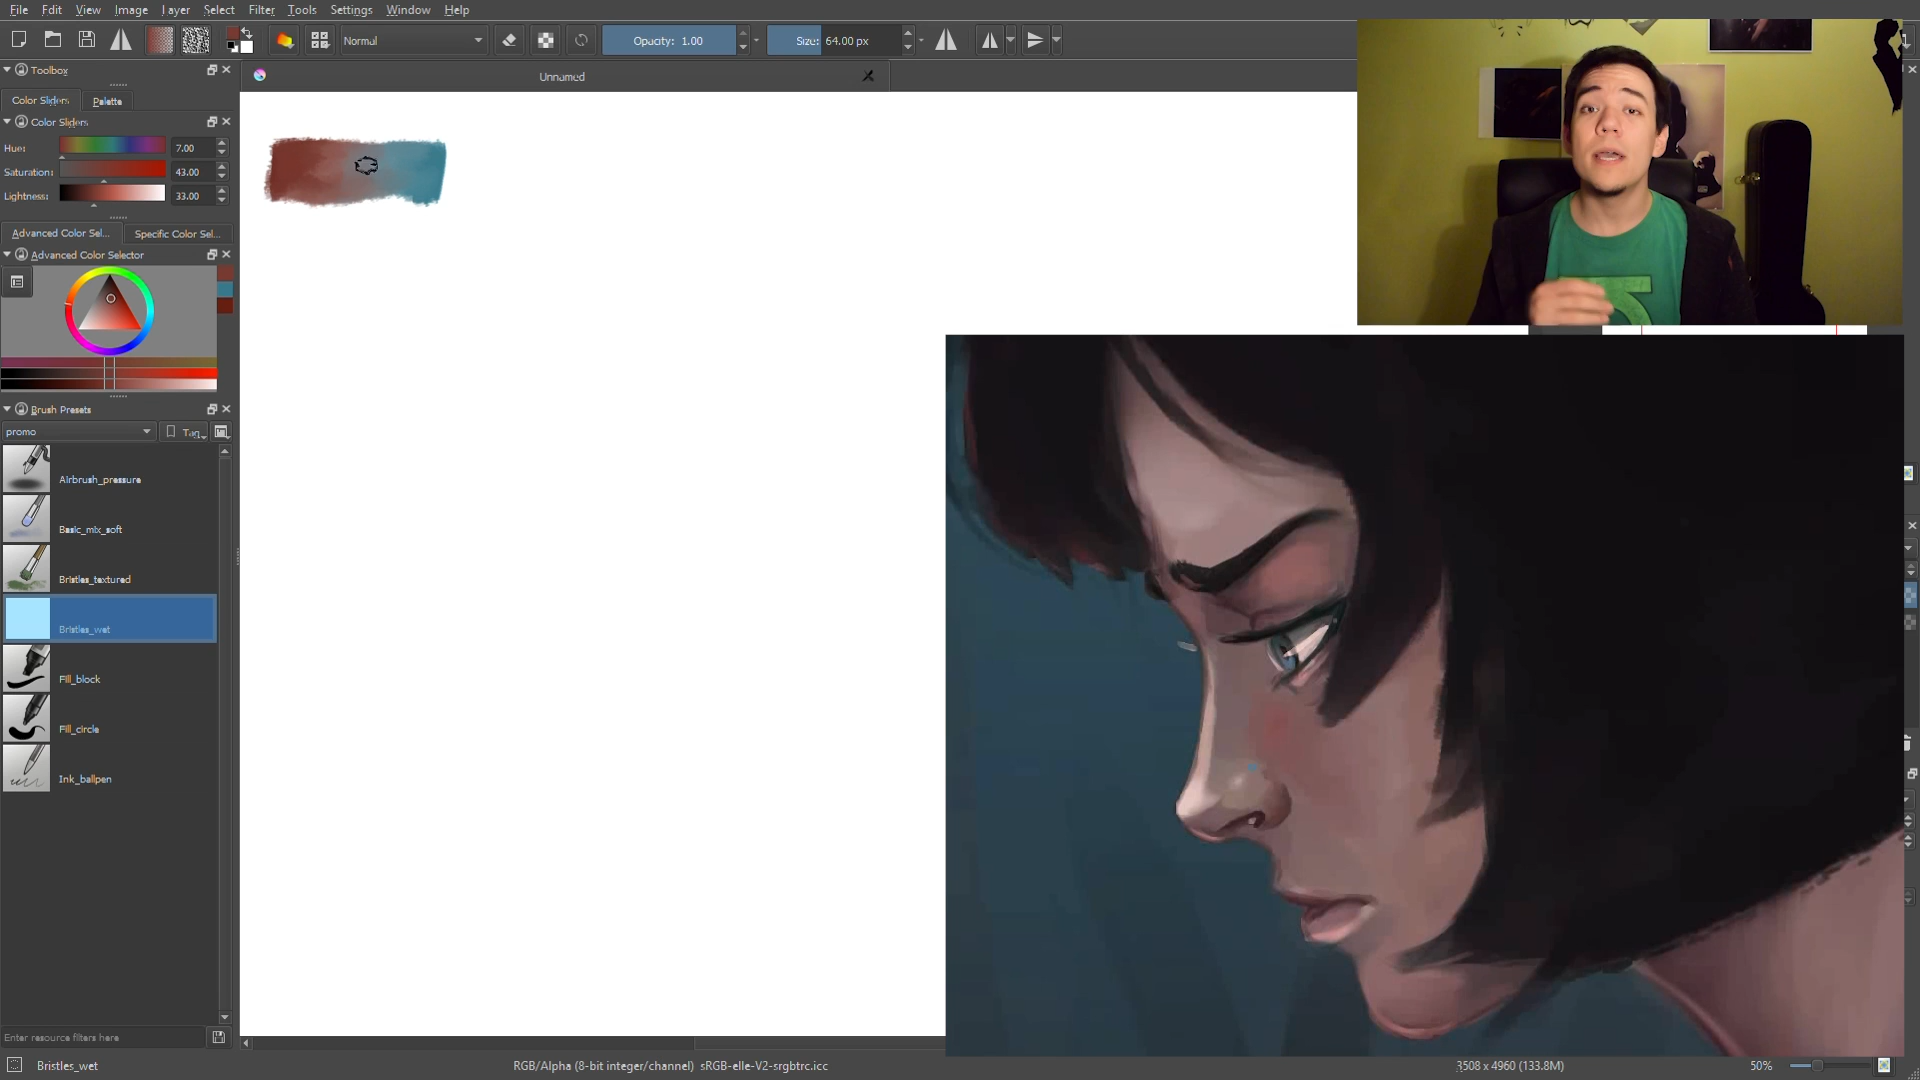 File Edit View Image Layer Select Filter Tools Settings Window Help
Normal Opacity: 1.00 Size: 64.00 px
Toolbox
Unnamed
Color Sliders Palette
Color Sliders
Hue: 7.00
Saturation: 43.00
Lightness: 33.00
Advanced Color Sel... Specific Color Sel...
Advanced Color Selector
Brush Presets
promo Tag
Airbrush_pressure
Basic_mix_soft
Bristles_textured
Bristles_wet
Fill_block
Fill_circle
Ink_ballpen
Enter resource filters here
Bristles_wet RGB/Alpha (8-bit integer/channel) sRGB-elle-V2-srgbtrc.icc 3508 x 4960 (133.8M) 50%